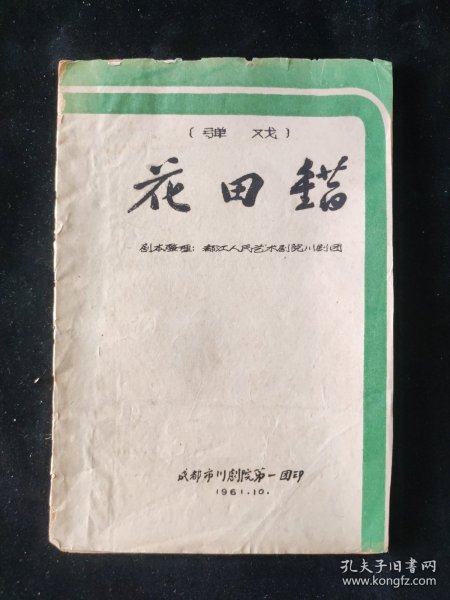 （弹 戏）
花田错
剧本整理：都江人民艺术剧院川剧团
成都市川剧院第一团印
1961.10.
孔夫子旧书网
www.kongfz.com